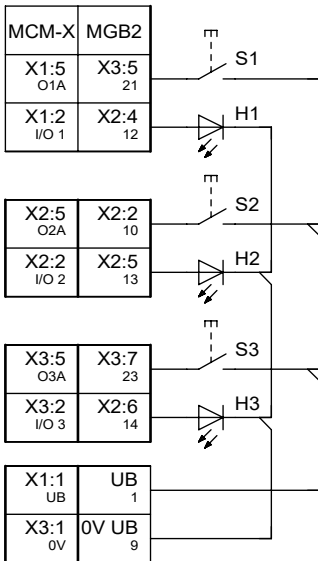 MCM-X MGB2
X1:5 X3:5 S1
O1A 21
X1:2 X2:4 H1
I/O 1 12
X2:5 X2:2 S2
O2A 10
X2:2 X2:5 H2
I/O 2 13
X3:5 X3:7 S3
O3A 23
X3:2 X2:6 H3
I/O 3 14
X1:1 UB
UB 1
X3:1 0V UB
0V 9